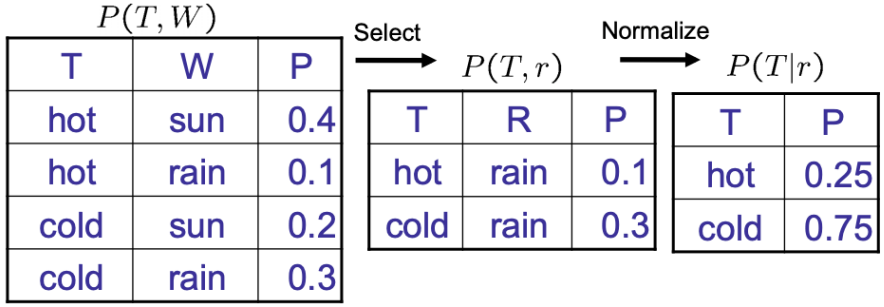 P(T, W)
T W P
hot sun 0.4
hot rain 0.1
cold sun 0.2
cold rain 0.3
Select
P(T, r)
T R P
hot rain 0.1
cold rain 0.3
Normalize
P(T|r)
T P
hot 0.25
cold 0.75